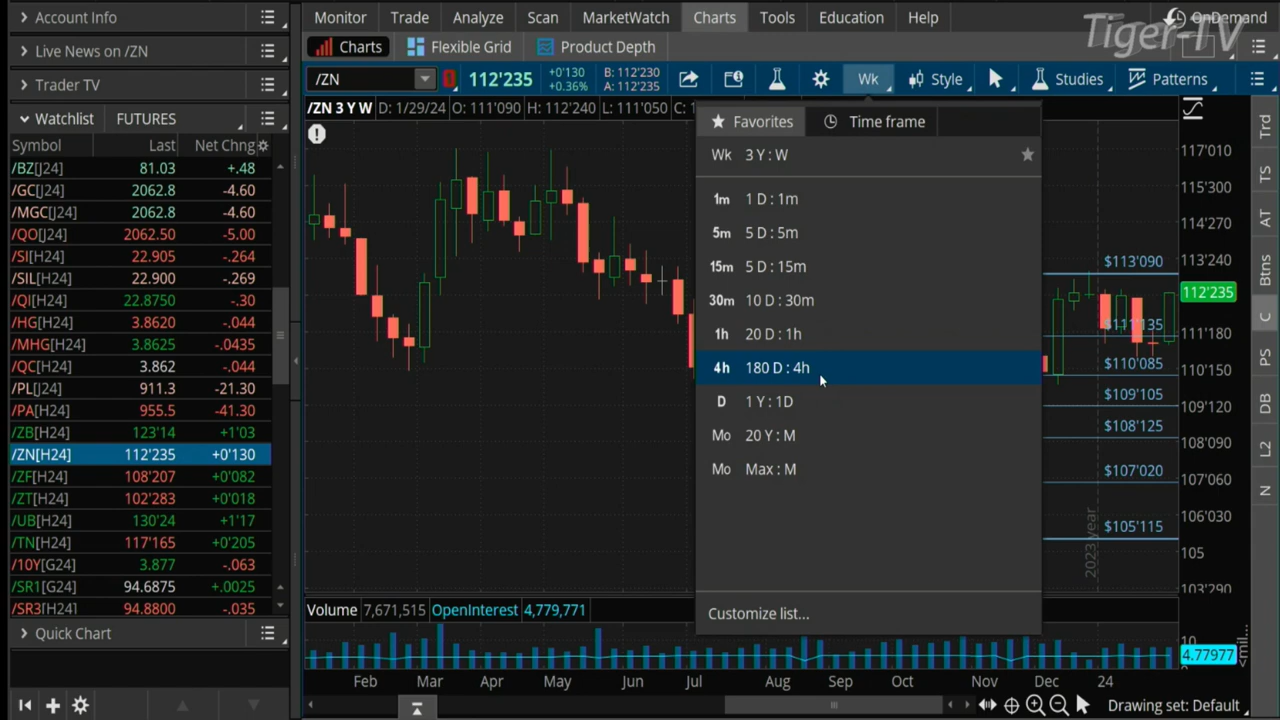 Account Info
Live News on /ZN
Trader TV
Watchlist FUTURES
Symbol Last Net Chng
/BZ[J24] 81.03 +.48
/GC[J24] 2062.8 -4.60
/MGC[J24] 2062.8 -4.60
/QO[J24] 2062.50 -5.00
/SI[H24] 22.905 -.264
/SIL[H24] 22.900 -.269
/QI[H24] 22.8750 -.30
/HG[H24] 3.8620 -.044
/MHG[H24] 3.8625 -.0435
/QC[H24] 3.862 -.044
/PL[J24] 911.3 -21.30
/PA[H24] 955.5 -41.30
/ZB[H24] 123'14 +1'03
/ZN[H24] 112'235 +0'130
/ZF[H24] 108'207 +0'082
/ZT[H24] 102'283 +0'018
/UB[H24] 130'24 +1'17
/TN[H24] 117'165 +0'205
/10Y[G24] 3.877 -.063
/SR1[G24] 94.6875 +.0025
/SR3[H24] 94.8800 -.035
Quick Chart
Monitor Trade Analyze Scan MarketWatch Charts Tools Education Help OnDemand
Tiger-TV
Charts Flexible Grid Product Depth
/ZN 112'235 +0'130 +0.36% B: 112'230 A: 112'235 Wk Style Studies Patterns
/ZN 3 Y W D: 1/29/24 O: 111'090 H: 112'240 L: 111'050 C:
Favorites Time frame
Wk 3 Y : W
1m 1 D : 1m
5m 5 D : 5m
15m 5 D : 15m
30m 10 D : 30m
1h 20 D : 1h
4h 180 D : 4h
D 1 Y : 1D
Mo 20 Y : M
Mo Max : M
Customize list...
$113'090
$111'135
$110'085
$109'105
$108'125
$107'020
$105'115
2023 year
117'010
115'300
114'270
113'240
112'235
111'180
110'150
109'120
108'090
107'060
106'030
105
103'290
Volume 7,671,515 OpenInterest 4,779,771
10
4.77977
<mil...
Feb Mar Apr May Jun Jul Aug Sep Oct Nov Dec 24
Drawing set: Default
Trd
TS
AT
Btns
C
PS
DB
L2
N